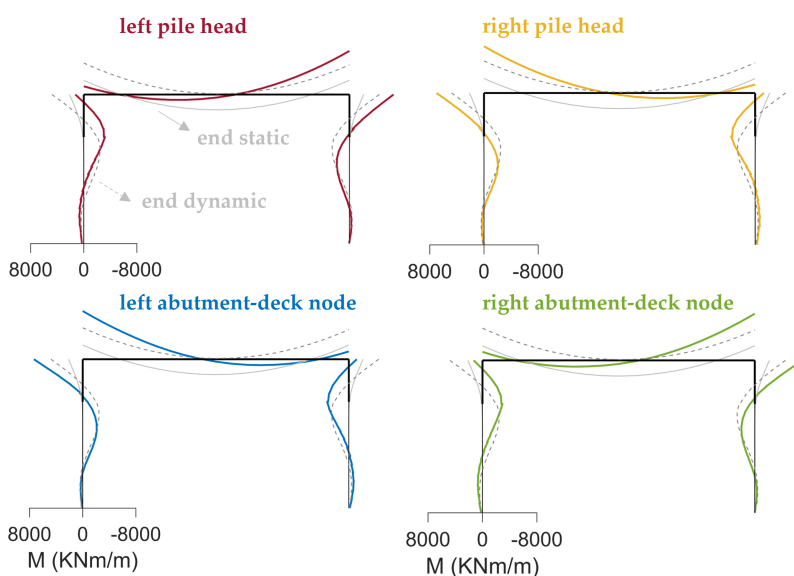 left pile head
right pile head
end static
end dynamic
8000 0 -8000
8000 0 -8000
left abutment-deck node
right abutment-deck node
8000 0 -8000
8000 0 -8000
M (KNm/m)
M (KNm/m)